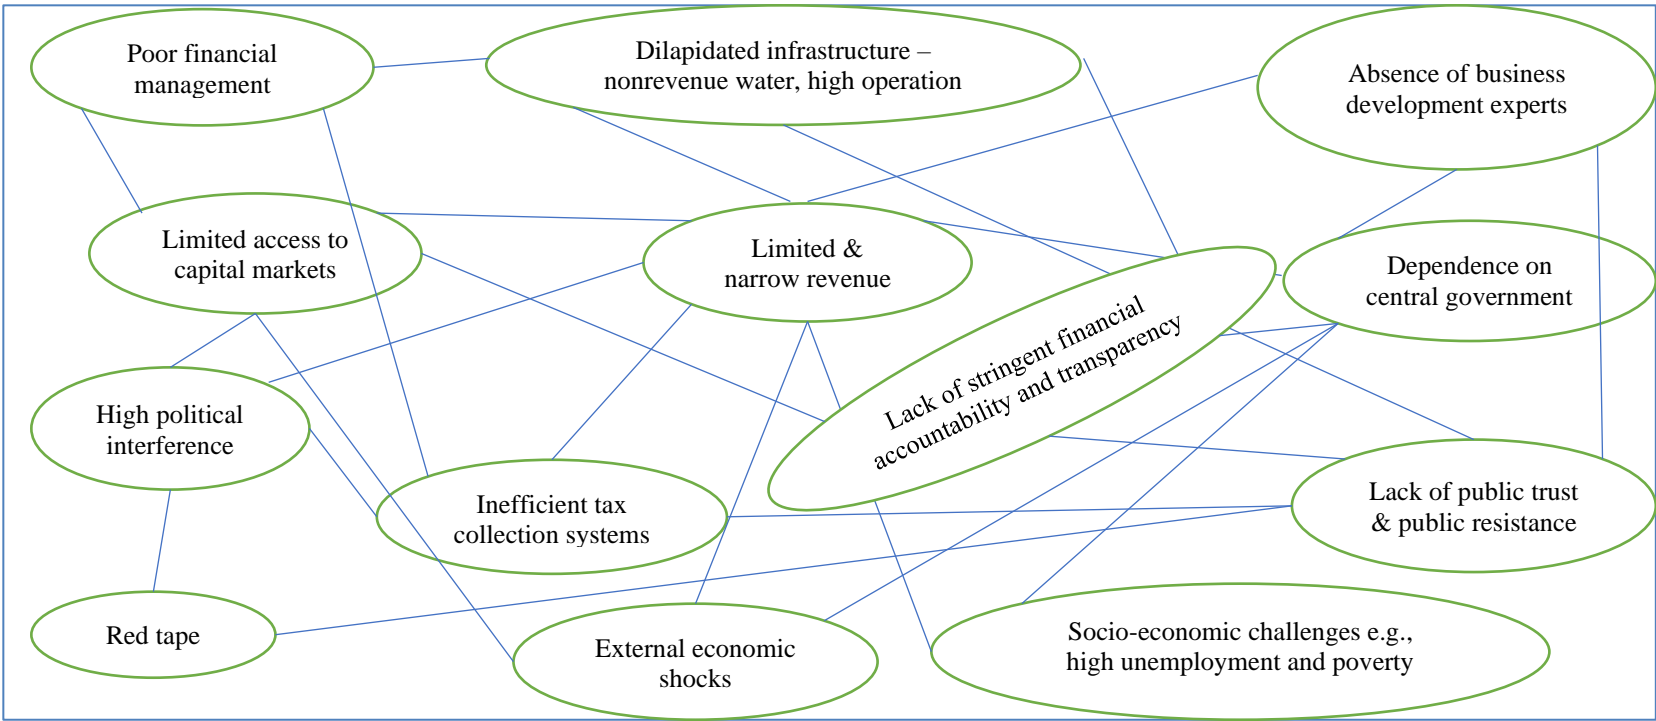 Poor financial
management
Dilapidated infrastructure –
nonrevenue water, high operation
Absence of business
development experts
Limited access to
capital markets
Limited &
narrow revenue
Dependence on
central government
Lack of stringent financial
accountability and transparency
High political
interference
Inefficient tax
collection systems
Lack of public trust
& public resistance
Red tape
External economic
shocks
Socio-economic challenges e.g.,
high unemployment and poverty